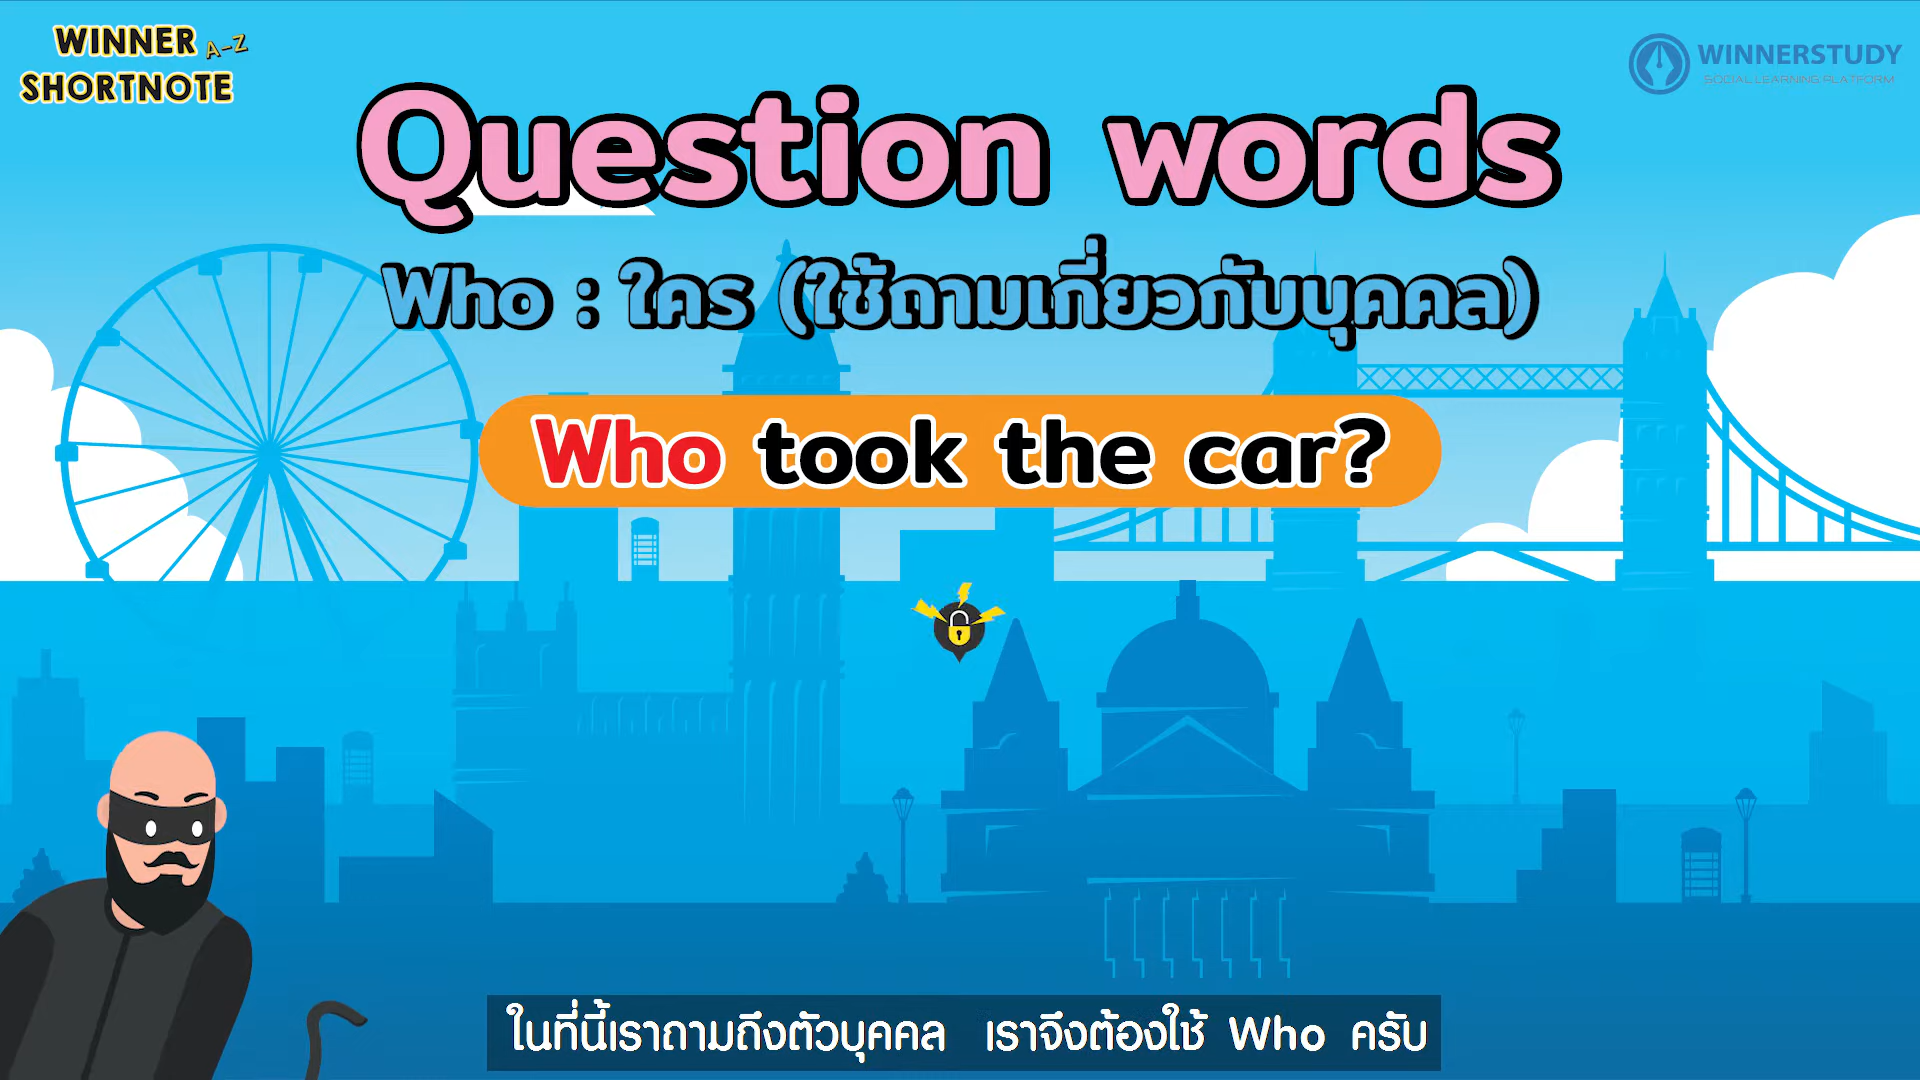 WINNER A-Z
SHORTNOTE
WINNERSTUDY
SOCIAL LEARNING PLATFORM
Question words
Who : ใคร (ใช้ถามเกี่ยวกับบุคคล)
Who took the car?
ในที่นี้เราถามถึงตัวบุคคล เราจึงต้องใช้ Who ครับ